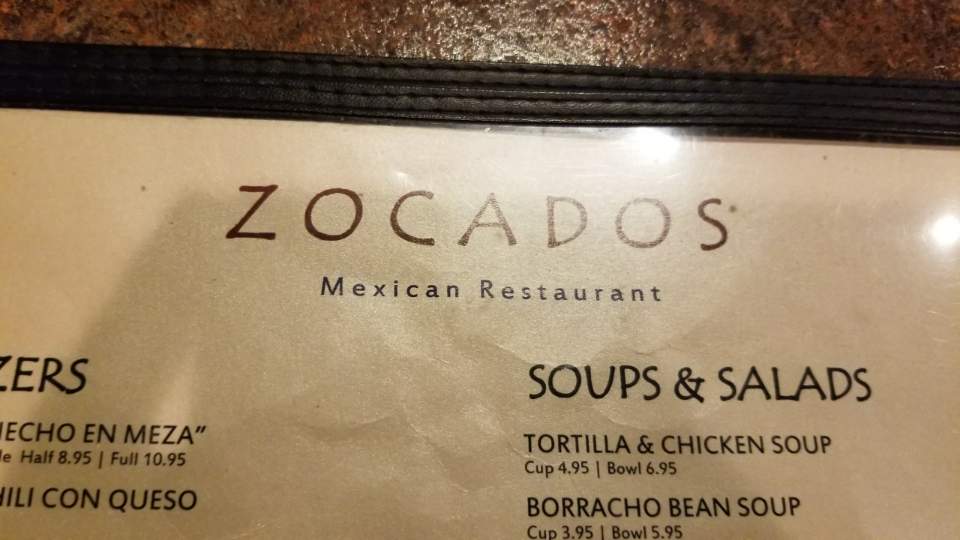 ZOCADOS
Mexican Restaurant
ZERS
HECHO EN MEZA”
le Half 8.95 | Full 10.95
HILI CON QUESO
SOUPS & SALADS
TORTILLA & CHICKEN SOUP
Cup 4.95 | Bowl 6.95
BORRACHO BEAN SOUP
Cup 3.95 | Bowl 5.95